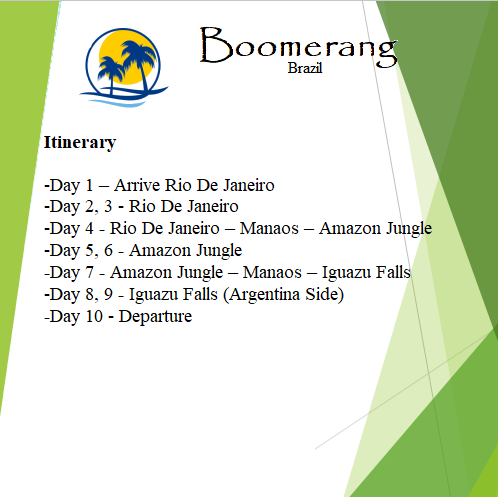 Boomerang
Brazil
Itinerary
-Day 1 – Arrive Rio De Janeiro
-Day 2, 3 - Rio De Janeiro
-Day 4 - Rio De Janeiro – Manaos – Amazon Jungle
-Day 5, 6 - Amazon Jungle
-Day 7 - Amazon Jungle – Manaos – Iguazu Falls
-Day 8, 9 - Iguazu Falls (Argentina Side)
-Day 10 - Departure